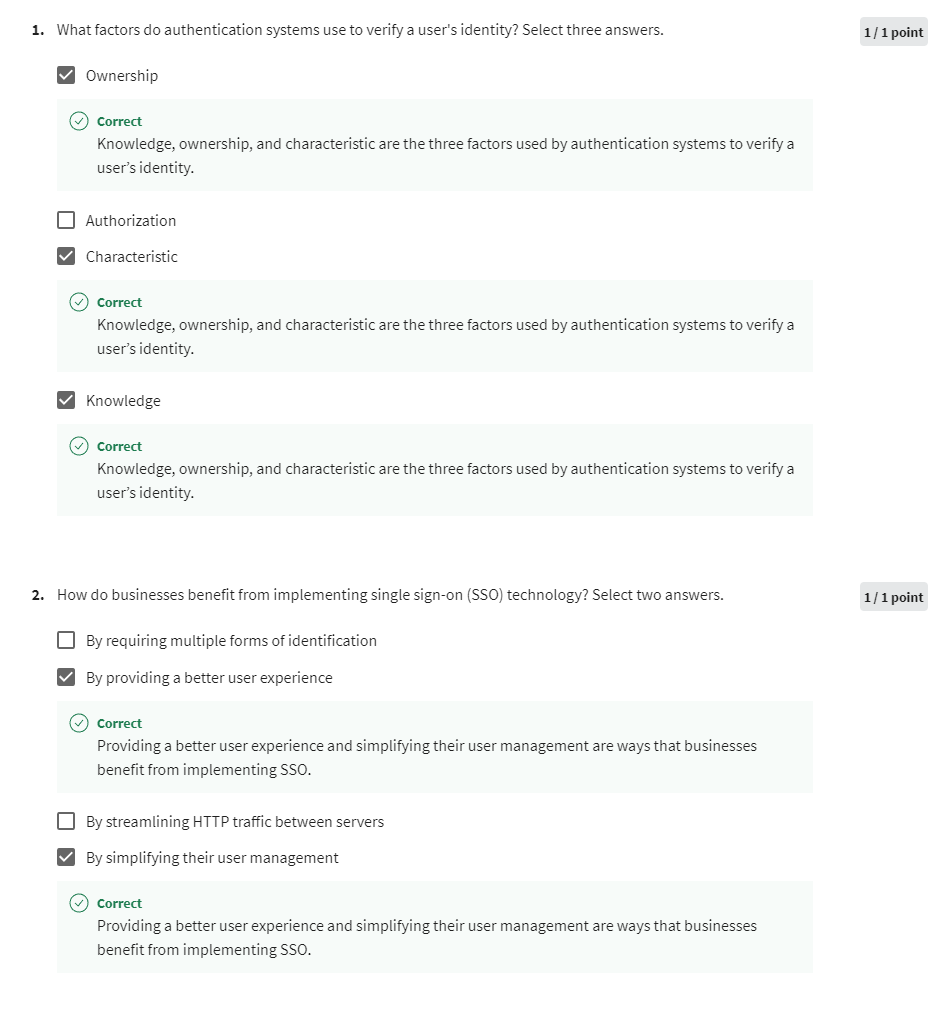 1. What factors do authentication systems use to verify a user's identity? Select three answers.
1 / 1 point
Ownership
Correct
Knowledge, ownership, and characteristic are the three factors used by authentication systems to verify a
user’s identity.
Authorization
Characteristic
Correct
Knowledge, ownership, and characteristic are the three factors used by authentication systems to verify a
user’s identity.
Knowledge
Correct
Knowledge, ownership, and characteristic are the three factors used by authentication systems to verify a
user’s identity.
2. How do businesses benefit from implementing single sign-on (SSO) technology? Select two answers.
1 / 1 point
By requiring multiple forms of identification
By providing a better user experience
Correct
Providing a better user experience and simplifying their user management are ways that businesses
benefit from implementing SSO.
By streamlining HTTP traffic between servers
By simplifying their user management
Correct
Providing a better user experience and simplifying their user management are ways that businesses
benefit from implementing SSO.